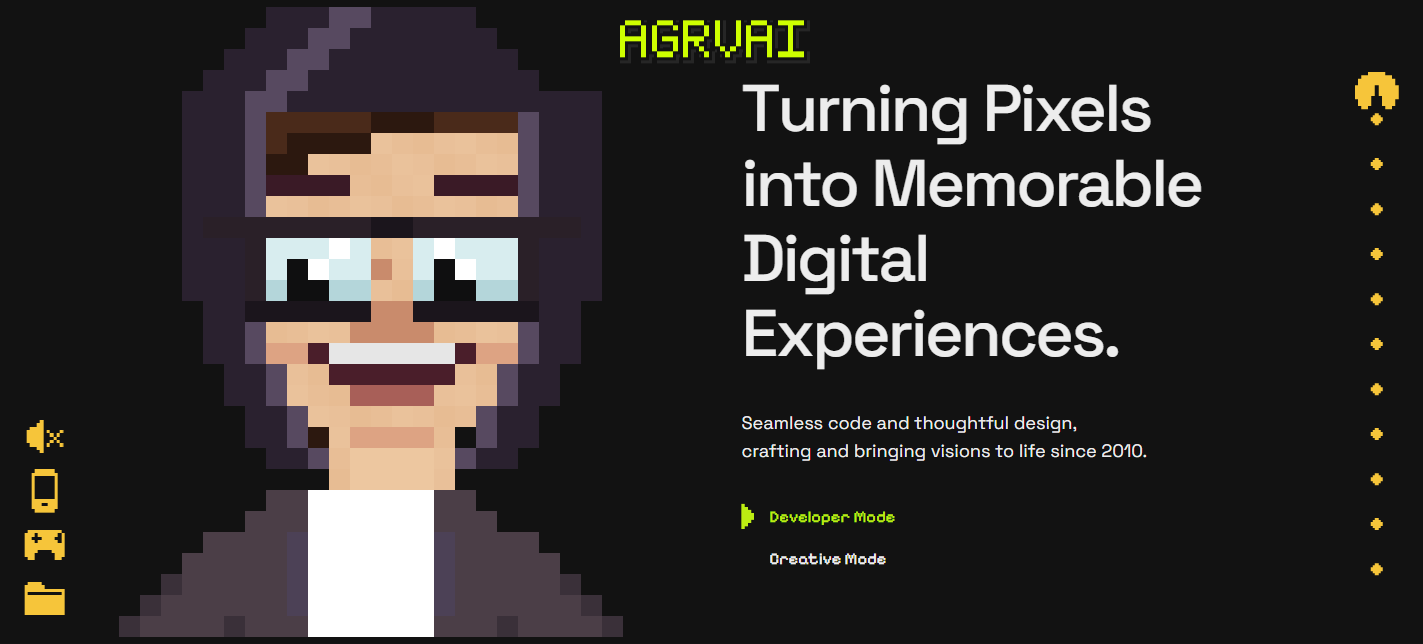 AGRVAI
Turning Pixels
into Memorable
Digital
Experiences.
Seamless code and thoughtful design,
crafting and bringing visions to life since 2010.
Developer Mode
Creative Mode